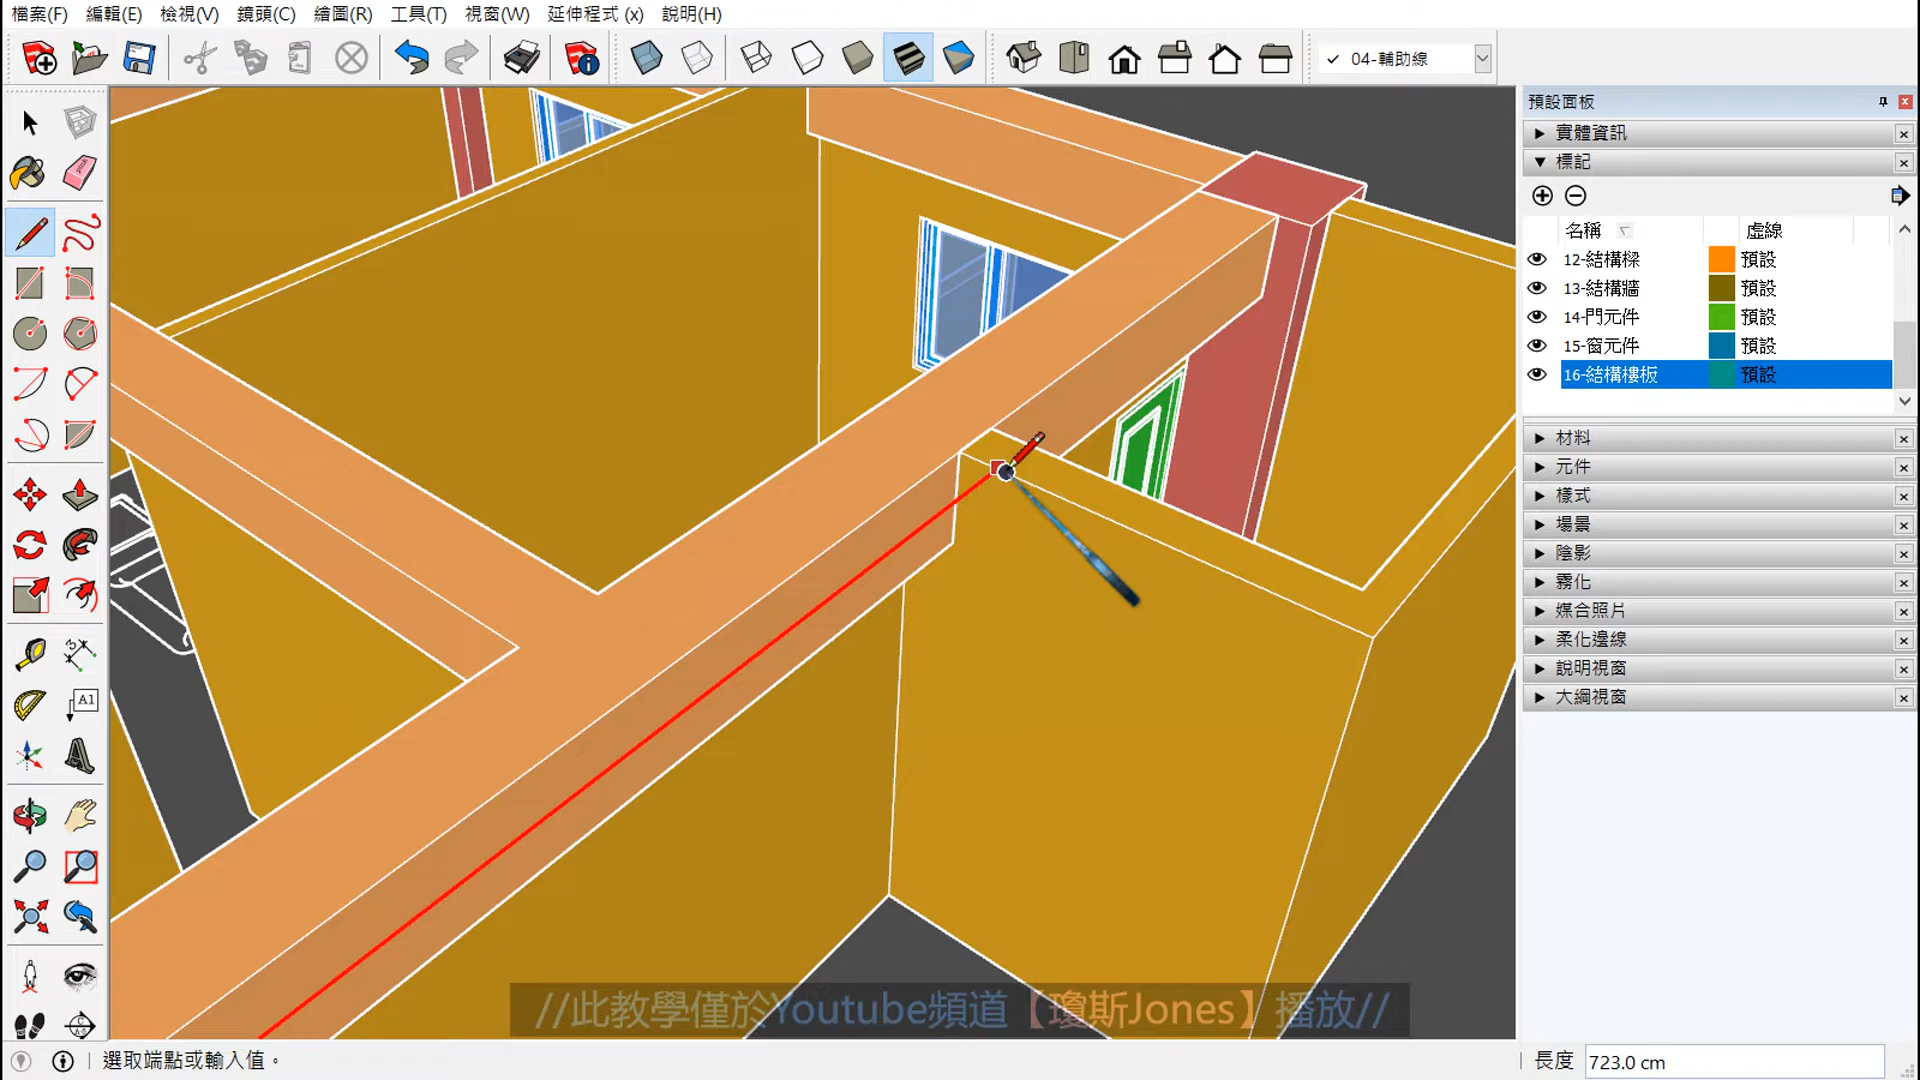 檔案(F) 編輯(E) 檢視(V) 鏡頭(C) 繪圖(R) 工具(T) 視窗(W) 延伸程式 (x) 說明(H)
04-輔助線
預設面板
實體資訊
標記
名稱 虛線
12-結構樑 預設
13-結構牆 預設
14-門元件 預設
15-窗元件 預設
16-結構樓板 預設
材料
元件
樣式
場景
陰影
霧化
媒合照片
柔化邊線
說明視窗
大綱視窗
A1
//此教學僅於Youtube頻道【瓊斯Jones】播放//
選取端點或輸入值。
長度 723.0 cm